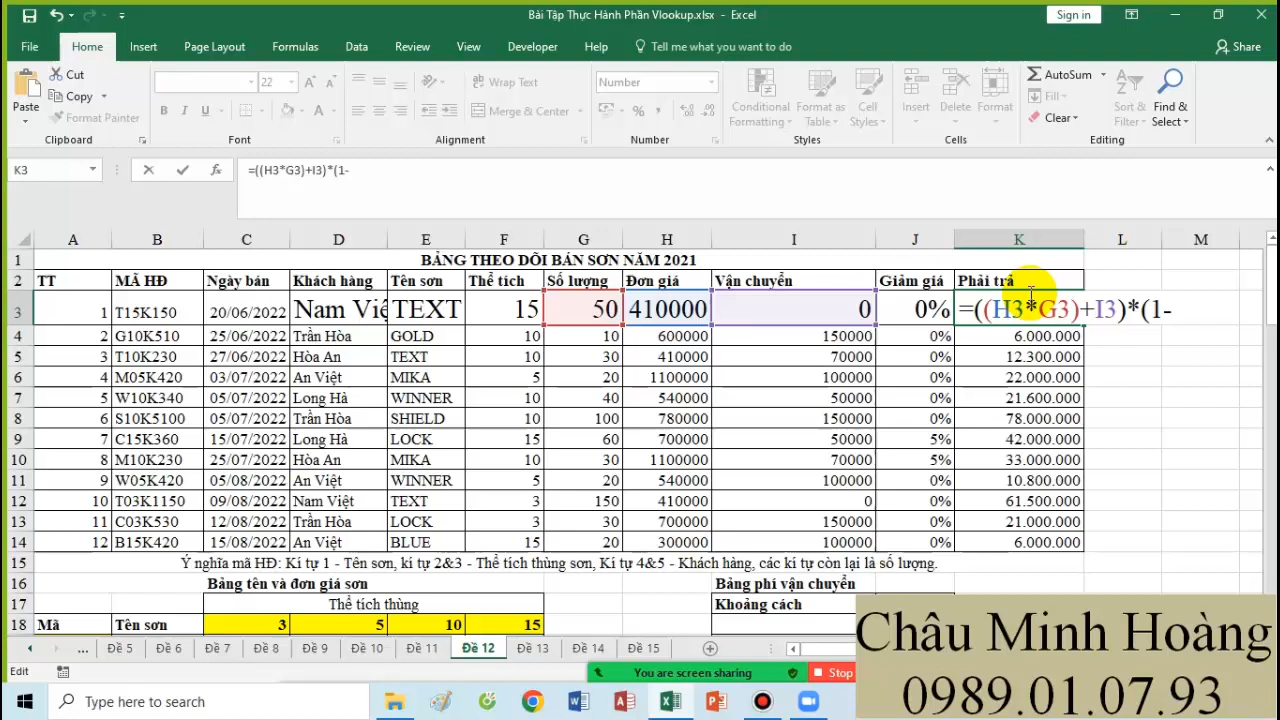 Bài Tập Thực Hành Phần Vlookup.xlsx - Excel
Sign in
File Home Insert Page Layout Formulas Data Review View Developer Help Tell me what you want to do Share
Paste Cut Copy Format Painter Clipboard
22 B I U Font
Wrap Text Merge & Center Alignment
Number % , Number
Conditional Formatting Format as Table Cell Styles Styles
Insert Delete Format Cells
AutoSum Fill Clear Sort & Filter Find & Select Editing
K3 fx =((H3*G3)+I3)*(1-
A B C D E F G H I J K L M
1 BẢNG THEO DÕI BÁN SƠN NĂM 2021
2 TT MÃ HĐ Ngày bán Khách hàng Tên sơn Thể tích Số lượng Đơn giá Vận chuyển Giảm giá Phải trả
3 1 T15K150 20/06/2022 Nam Việ TEXT 15 50 410000 0 0% =((H3*G3)+I3)*(1-
4 2 G10K510 25/06/2022 Trần Hòa GOLD 10 10 600000 150000 0% 6.000.000
5 3 T10K230 27/06/2022 Hòa An TEXT 10 30 410000 70000 0% 12.300.000
6 4 M05K420 03/07/2022 An Việt MIKA 5 20 1100000 100000 0% 22.000.000
7 5 W10K340 05/07/2022 Long Hà WINNER 10 40 540000 50000 0% 21.600.000
8 6 S10K5100 05/07/2022 Trần Hòa SHIELD 10 100 780000 150000 0% 78.000.000
9 7 C15K360 15/07/2022 Long Hà LOCK 15 60 700000 50000 5% 42.000.000
10 8 M10K230 25/07/2022 Hòa An MIKA 10 30 1100000 70000 5% 33.000.000
11 9 W05K420 05/08/2022 An Việt WINNER 5 20 540000 100000 0% 10.800.000
12 10 T03K1150 09/08/2022 Nam Việt TEXT 3 150 410000 0 0% 61.500.000
13 11 C03K530 12/08/2022 Trần Hòa LOCK 3 30 700000 150000 0% 21.000.000
14 12 B15K420 15/08/2022 An Việt BLUE 15 20 300000 100000 0% 6.000.000
15 Ý nghĩa mã HĐ: Kí tự 1 - Tên sơn, kí tự 2&3 - Thể tích thùng sơn, Kí tự 4&5 - Khách hàng, các kí tự còn lại là số lượng.
16 Bảng tên và đơn giá sơn Bảng phí vận chuyển
17 Thể tích thùng Khoảng cách
18 Mã Tên sơn 3 5 10 15
... Đề 5 Đề 6 Đề 7 Đề 8 Đề 9 Đề 10 Đề 11 Đề 12 Đề 13 Đề 14 Đề 15
Edit You are screen sharing Stop
Type here to search
Châu Minh Hoàng
0989.01.07.93